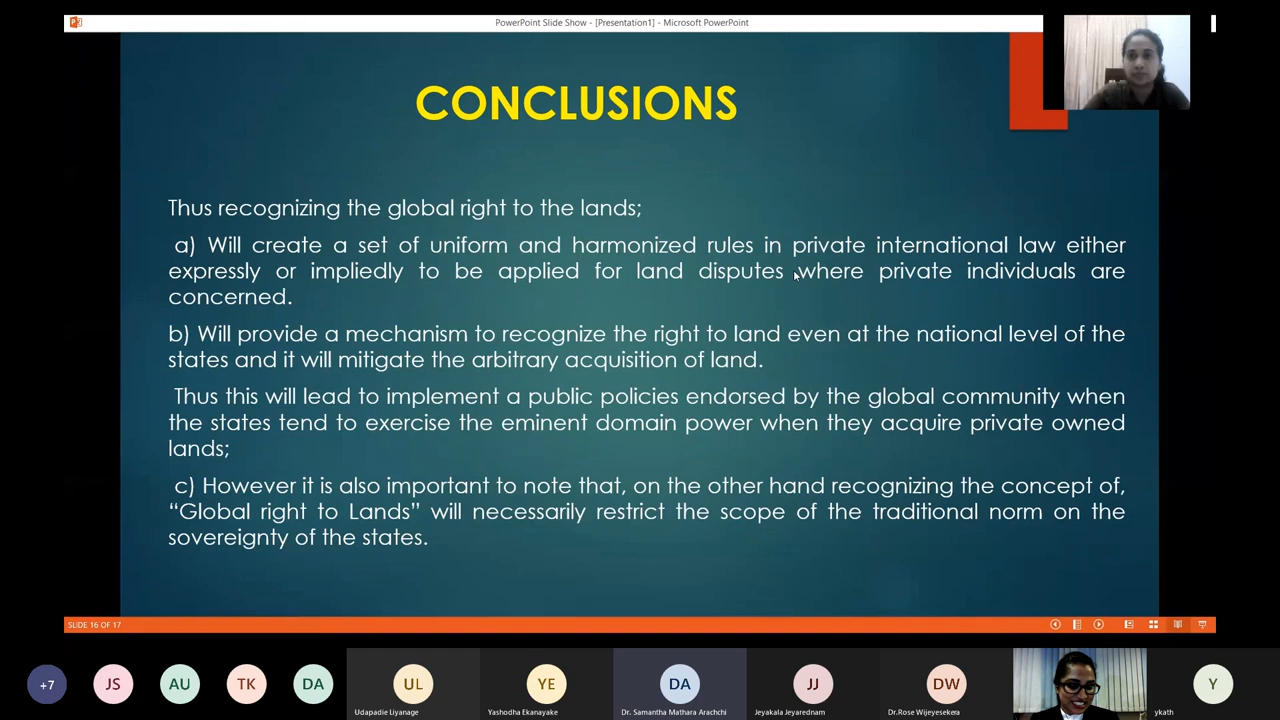 PowerPoint Slide Show - [Presentation1] - Microsoft PowerPoint
CONCLUSIONS
Thus recognizing the global right to the lands;
a) Will create a set of uniform and harmonized rules in private international law either
expressly or impliedly to be applied for land disputes where private individuals are
concerned.
b) Will provide a mechanism to recognize the right to land even at the national level of the
states and it will mitigate the arbitrary acquisition of land.
Thus this will lead to implement a public policies endorsed by the global community when
the states tend to exercise the eminent domain power when they acquire private owned
lands;
c) However it is also important to note that, on the other hand recognizing the concept of,
“Global right to Lands” will necessarily restrict the scope of the traditional norm on the
sovereignty of the states.
SLIDE 16 OF 17
+7 JS AU TK DA UL YE DA JJ DW Y
Udapadie Liyanage Yashodha Ekanayake Dr. Samantha Mathara Arachchi Jeyakala Jeyarednam Dr.Rose Wijeyesekera ykath